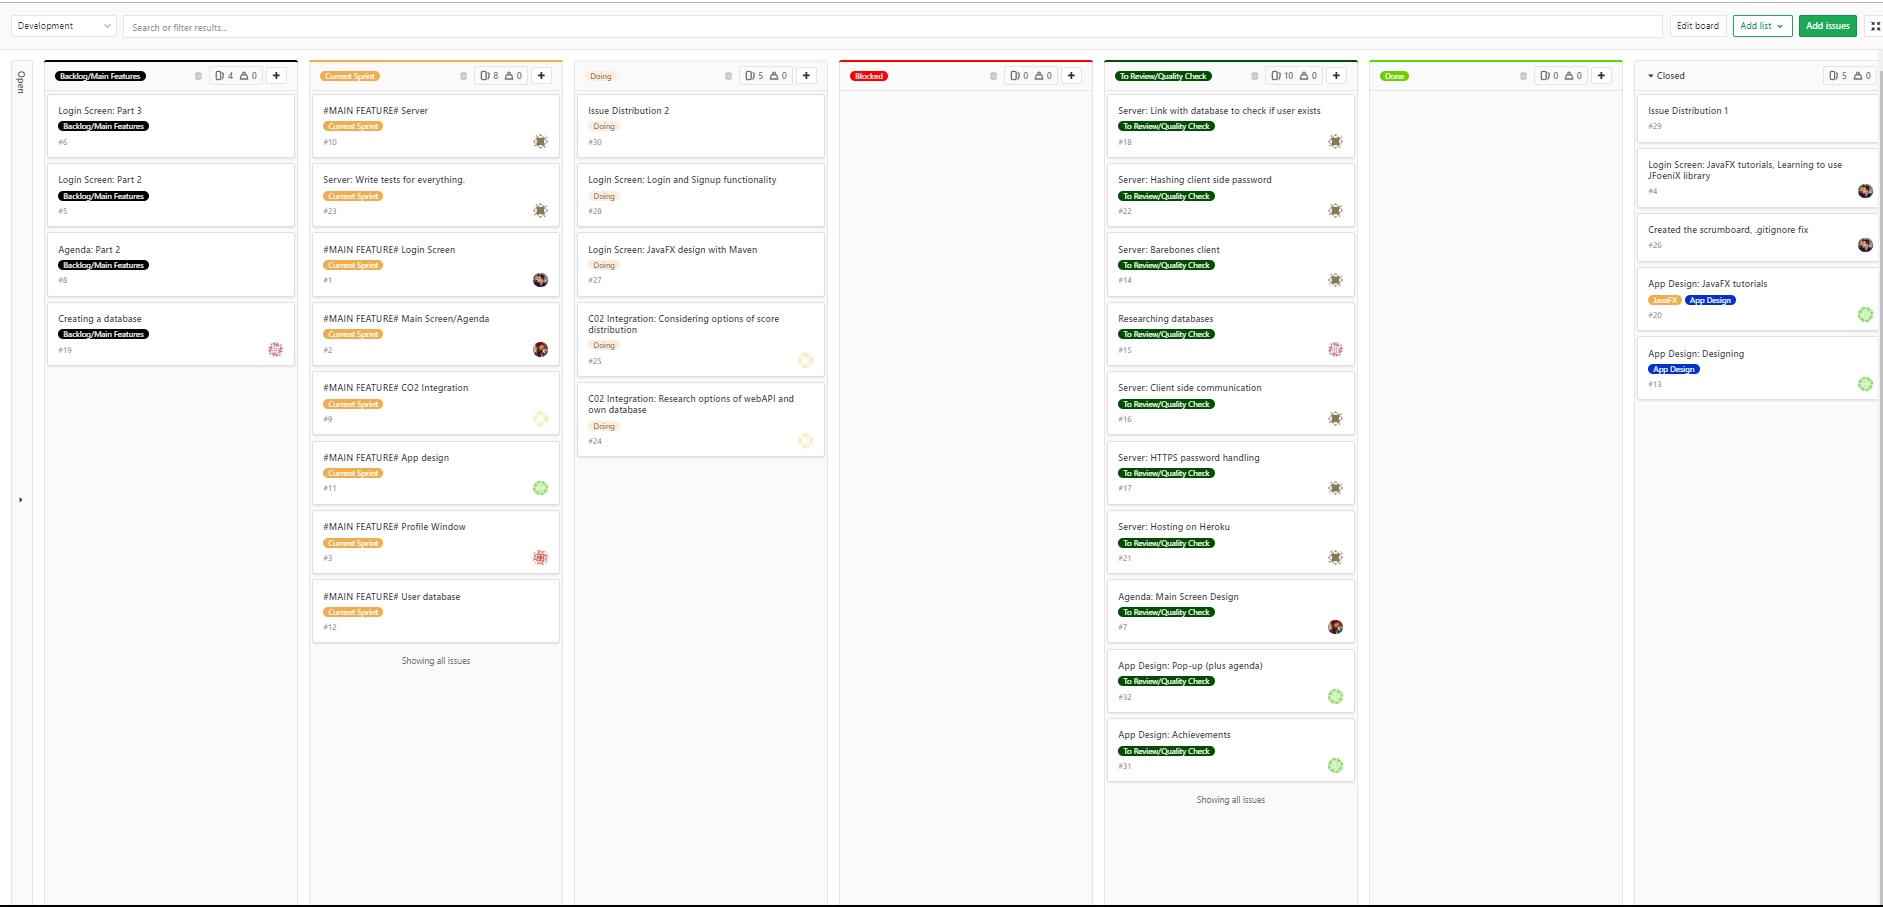 Development
Search or filter results...
Edit board
Add list
Add issues
Open
Backlog/Main Features
4
0
Login Screen: Part 3
Backlog/Main Features
#6
Login Screen: Part 2
Backlog/Main Features
#5
Agenda: Part 2
Backlog/Main Features
#8
Creating a database
Backlog/Main Features
#19
Current Sprint
8
0
#MAIN FEATURE# Server
Current Sprint
#10
Server: Write tests for everything.
Current Sprint
#23
#MAIN FEATURE# Login Screen
Current Sprint
#1
#MAIN FEATURE# Main Screen/Agenda
Current Sprint
#2
#MAIN FEATURE# CO2 Integration
Current Sprint
#9
#MAIN FEATURE# App design
Current Sprint
#11
#MAIN FEATURE# Profile Window
Current Sprint
#3
#MAIN FEATURE# User database
Current Sprint
#12
Showing all issues
Doing
5
0
Issue Distribution 2
Doing
#30
Login Screen: Login and Signup functionality
Doing
#28
Login Screen: JavaFX design with Maven
Doing
#27
C02 Integration: Considering options of score
distribution
Doing
#25
C02 Integration: Research options of webAPI and
own database
Doing
#24
Blocked
0
0
To Review/Quality Check
10
0
Server: Link with database to check if user exists
To Review/Quality Check
#18
Server: Hashing client side password
To Review/Quality Check
#22
Server: Barebones client
To Review/Quality Check
#14
Researching databases
To Review/Quality Check
#15
Server: Client side communication
To Review/Quality Check
#16
Server: HTTPS password handling
To Review/Quality Check
#17
Server: Hosting on Heroku
To Review/Quality Check
#21
Agenda: Main Screen Design
To Review/Quality Check
#7
App Design: Pop-up (plus agenda)
To Review/Quality Check
#32
App Design: Achievements
To Review/Quality Check
#31
Showing all issues
Done
0
0
Closed
5
0
Issue Distribution 1
#29
Login Screen: JavaFX tutorials, Learning to use
JFoeniX library
#4
Created the scrumboard, .gitignore fix
#26
App Design: JavaFX tutorials
JavaFX App Design
#20
App Design: Designing
App Design
#13